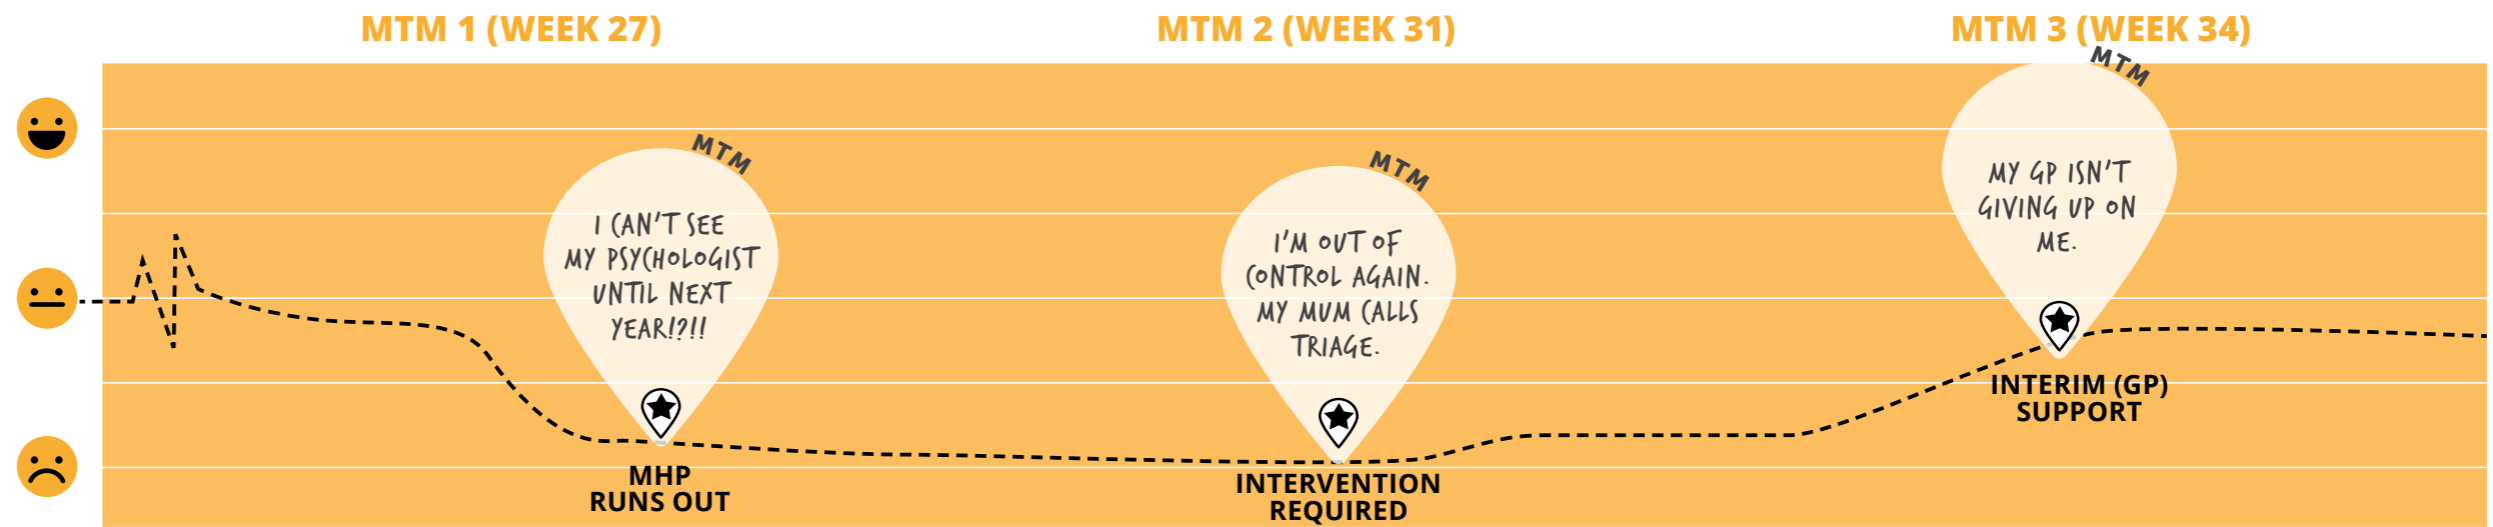 MTM 1 (WEEK 27)
MTM 2 (WEEK 31)
MTM 3 (WEEK 34)
MTM
I CAN'T SEE
MY PSYCHOLOGIST
UNTIL NEXT
YEAR!?!!
MHP
RUNS OUT
MTM
I'M OUT OF
CONTROL AGAIN.
MY MUM CALLS
TRIAGE.
INTERVENTION
REQUIRED
MTM
MY GP ISN'T
GIVING UP ON
ME.
INTERIM (GP)
SUPPORT